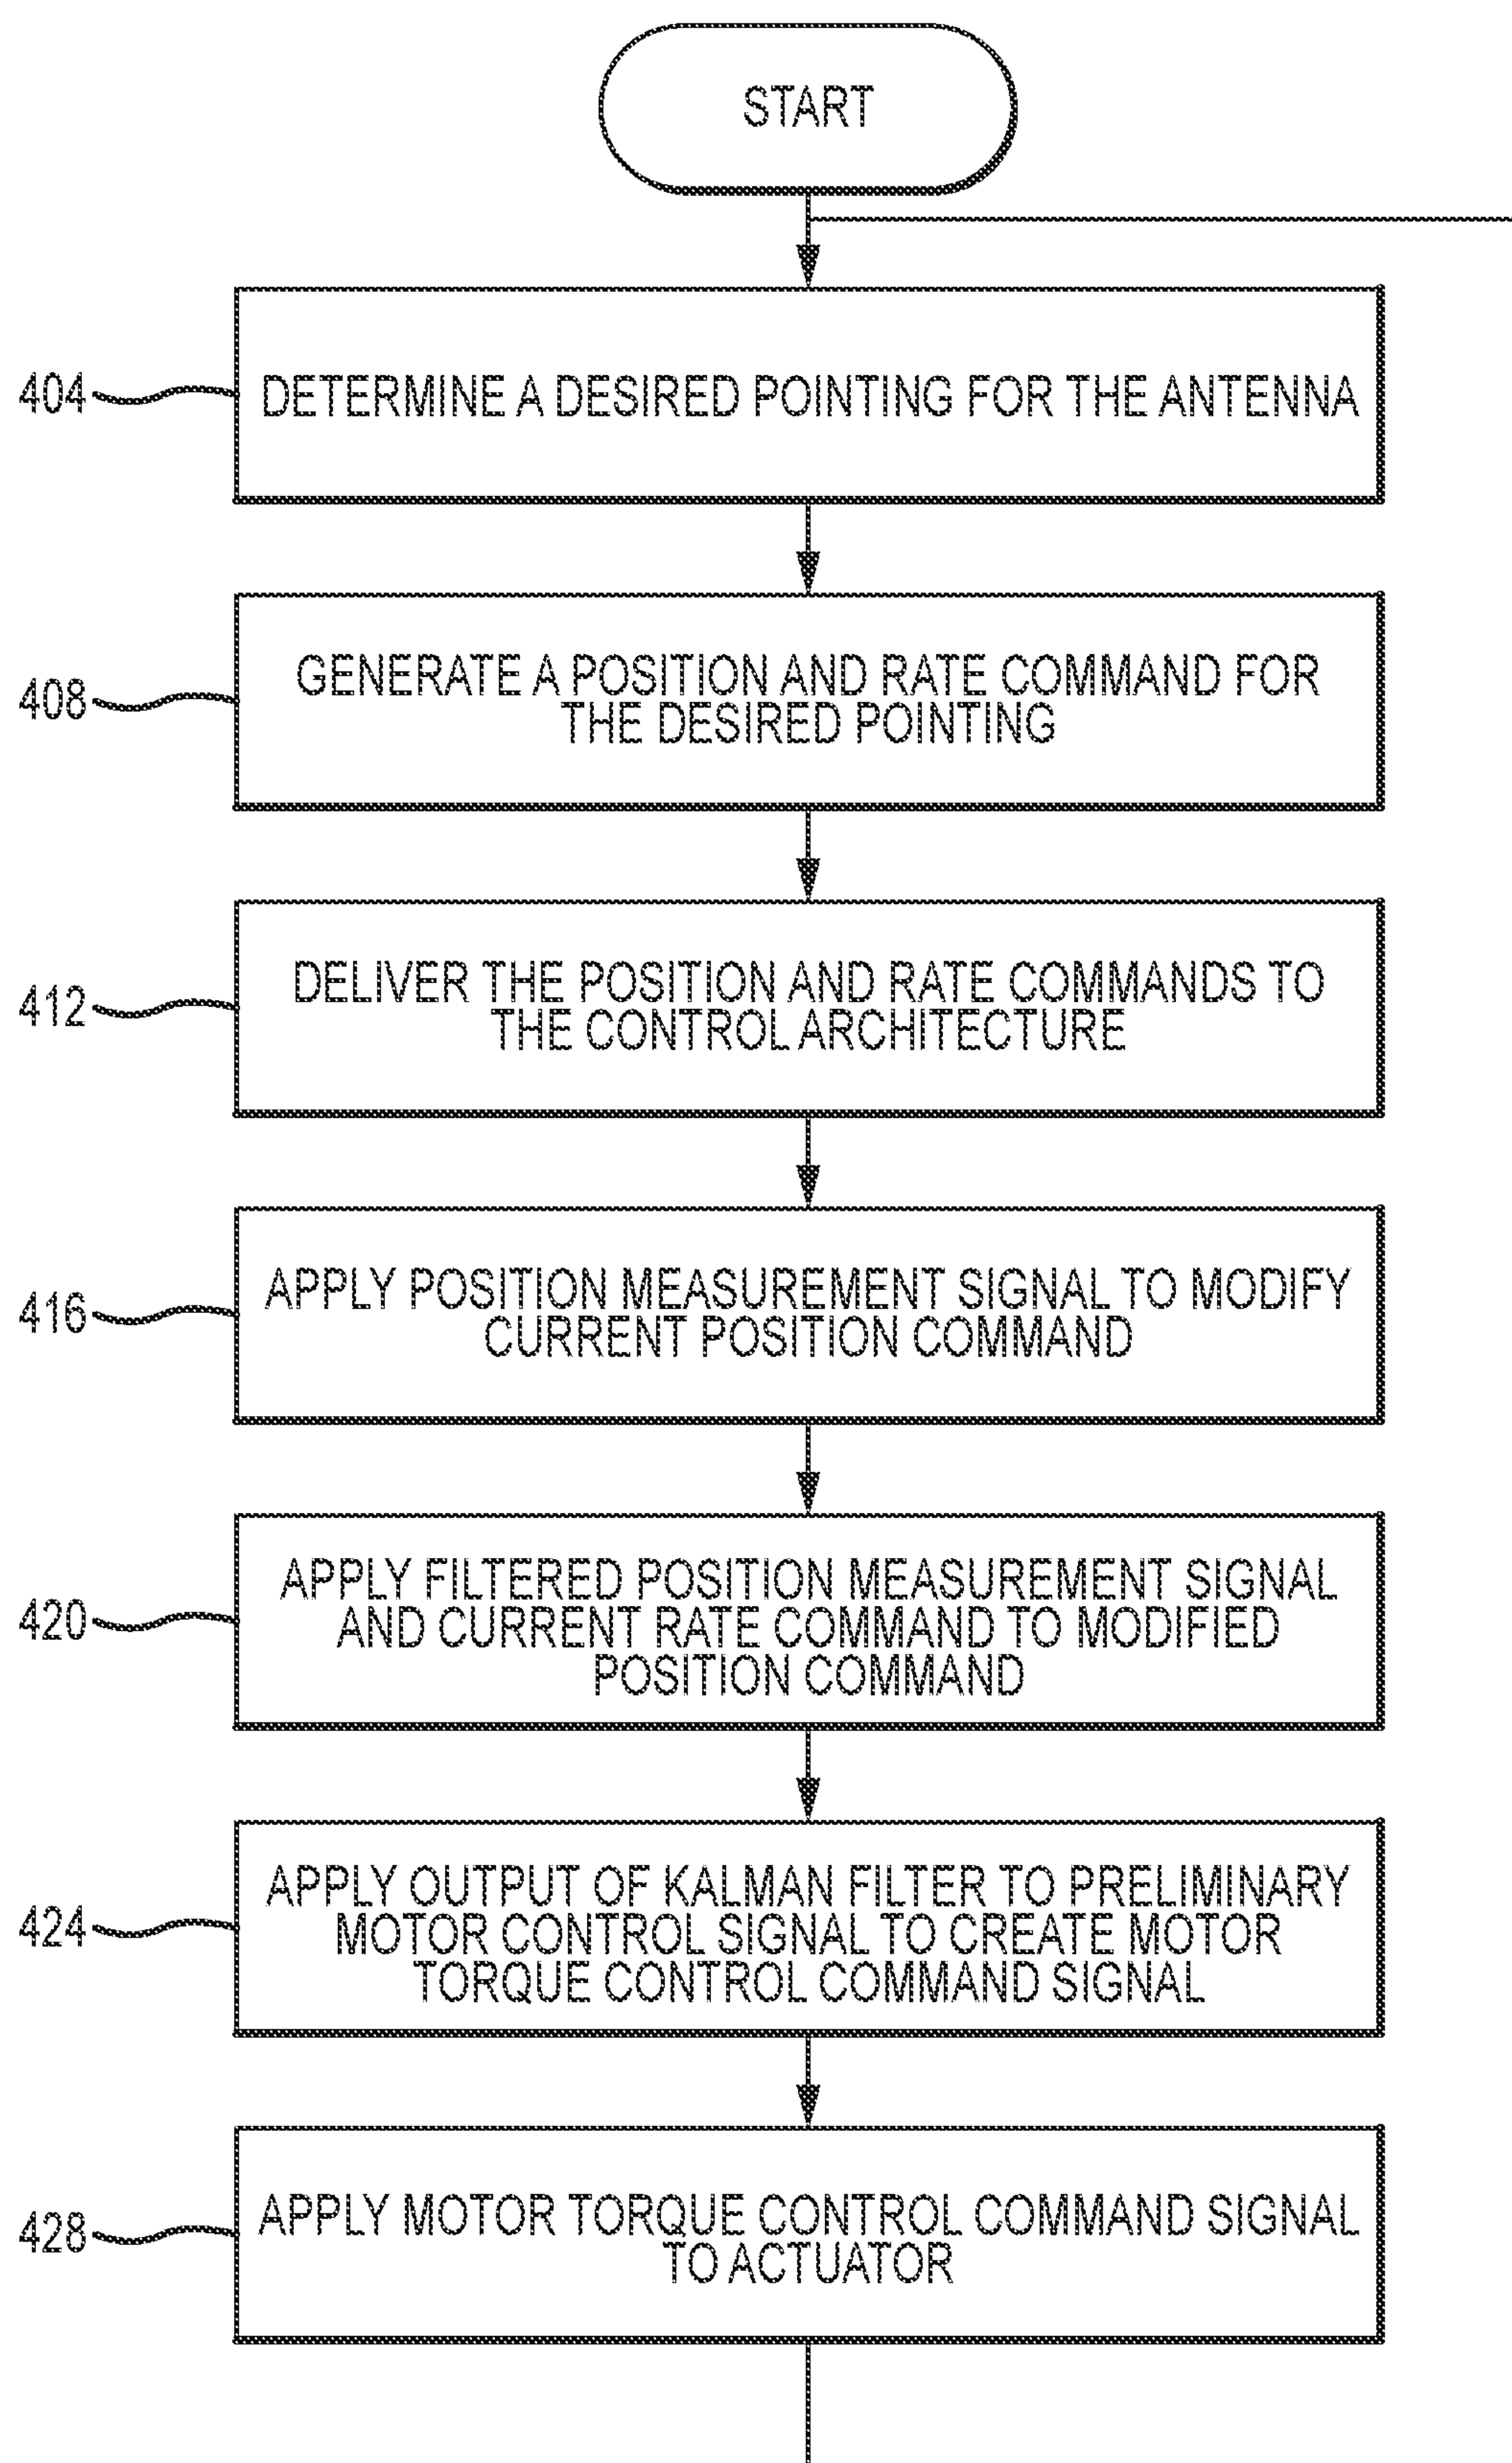 START
404
DETERMINE A DESIRED POINTING FOR THE ANTENNA
408
GENERATE A POSITION AND RATE COMMAND FOR
THE DESIRED POINTING
412
DELIVER THE POSITION AND RATE COMMANDS TO
THE CONTROL ARCHITECTURE
416
APPLY POSITION MEASUREMENT SIGNAL TO MODIFY
CURRENT POSITION COMMAND
420
APPLY FILTERED POSITION MEASUREMENT SIGNAL
AND CURRENT RATE COMMAND TO MODIFIED
POSITION COMMAND
424
APPLY OUTPUT OF KALMAN FILTER TO PRELIMINARY
MOTOR CONTROL SIGNAL TO CREATE MOTOR
TORQUE CONTROL COMMAND SIGNAL
428
APPLY MOTOR TORQUE CONTROL COMMAND SIGNAL
TO ACTUATOR